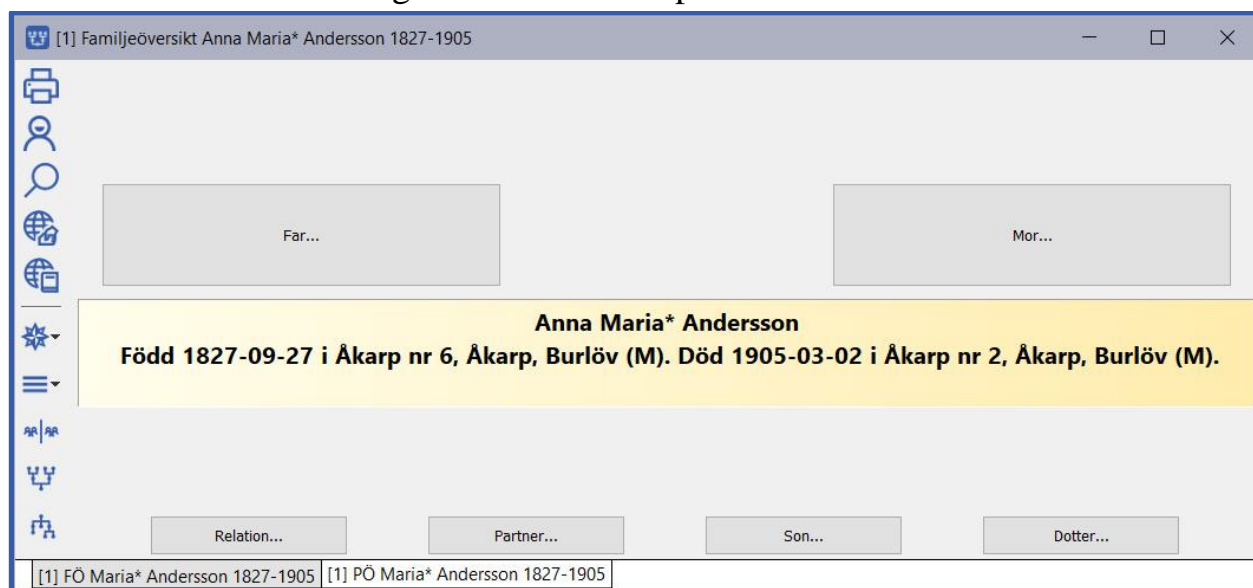 [1] Familjeöversikt Anna Maria* Andersson 1827-1905
Far...
Mor...
Anna Maria* Andersson
Född 1827-09-27 i Åkarp nr 6, Åkarp, Burlöv (M). Död 1905-03-02 i Åkarp nr 2, Åkarp, Burlöv (M).
Relation...
Partner...
Son...
Dotter...
[1] FÖ Maria* Andersson 1827-1905
[1] PÖ Maria* Andersson 1827-1905